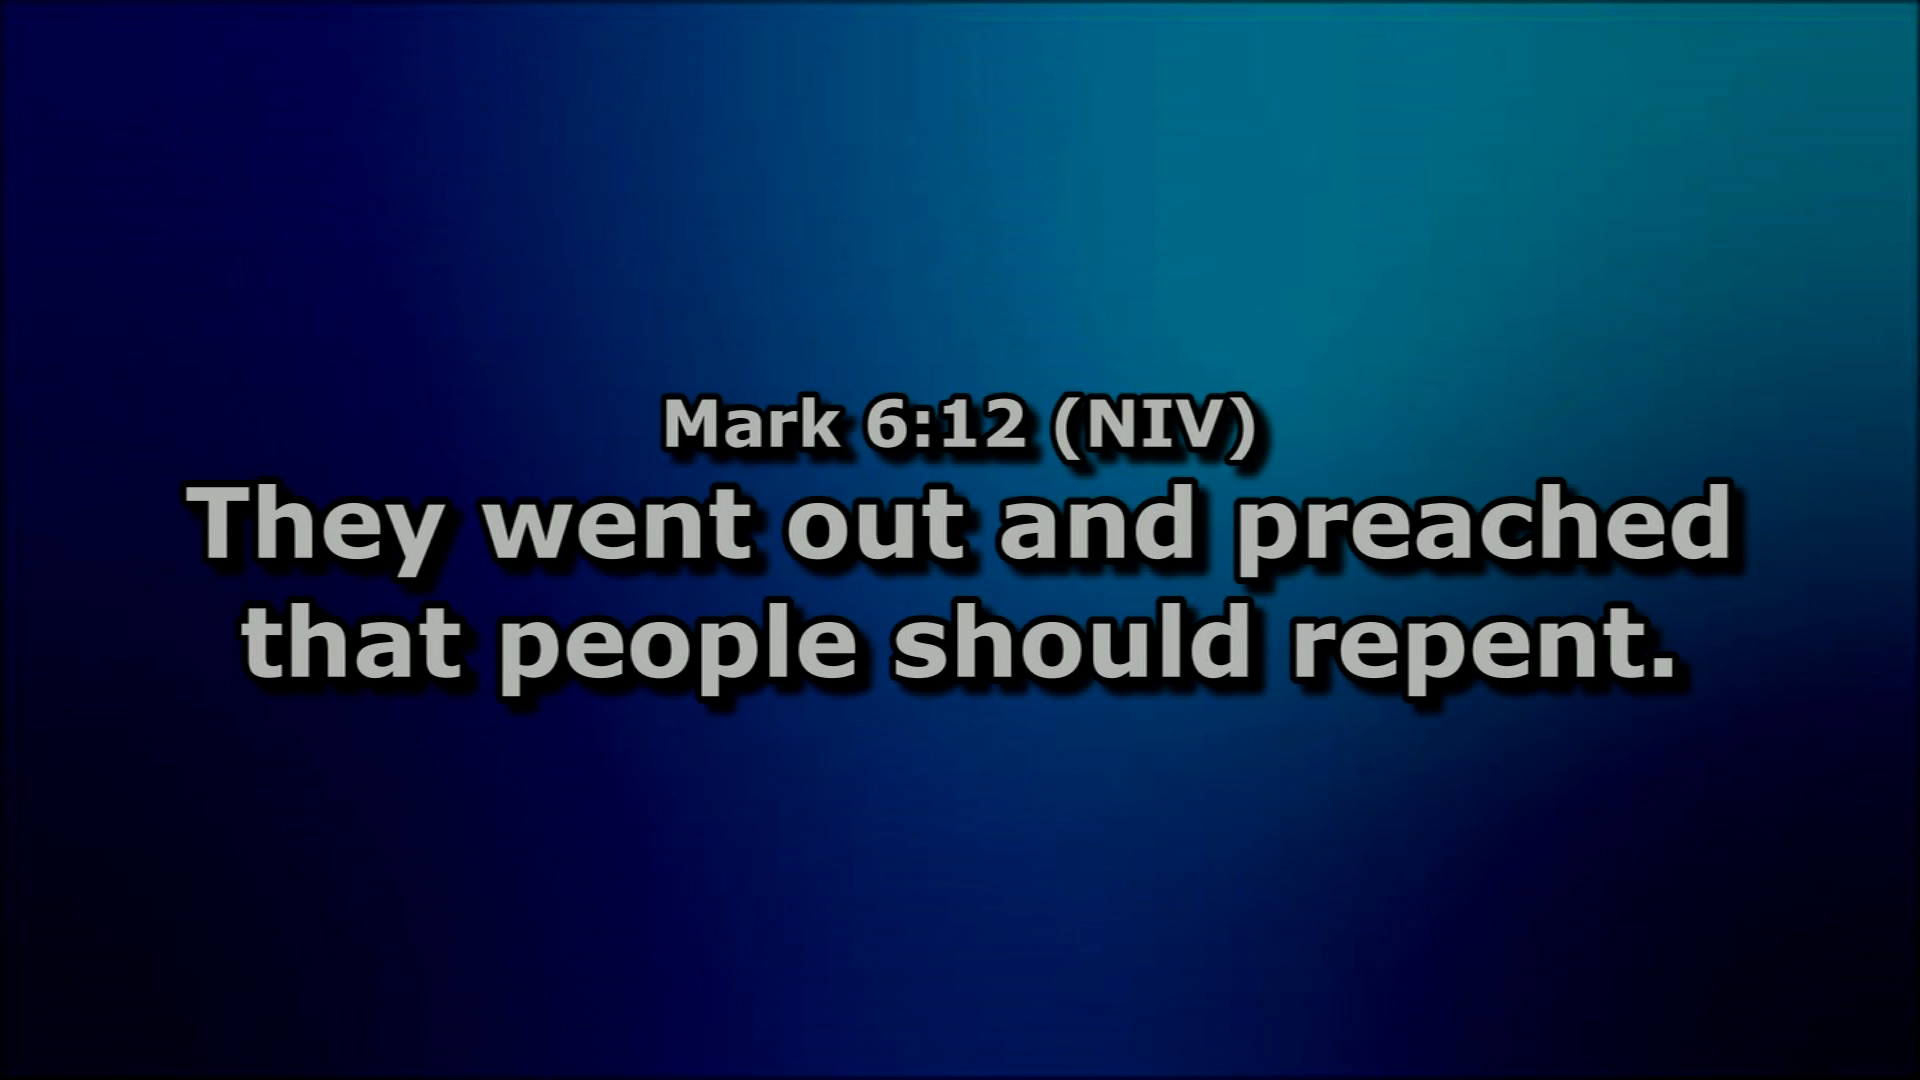 Mark 6:12 (NIV)
They went out and preached
that people should repent.